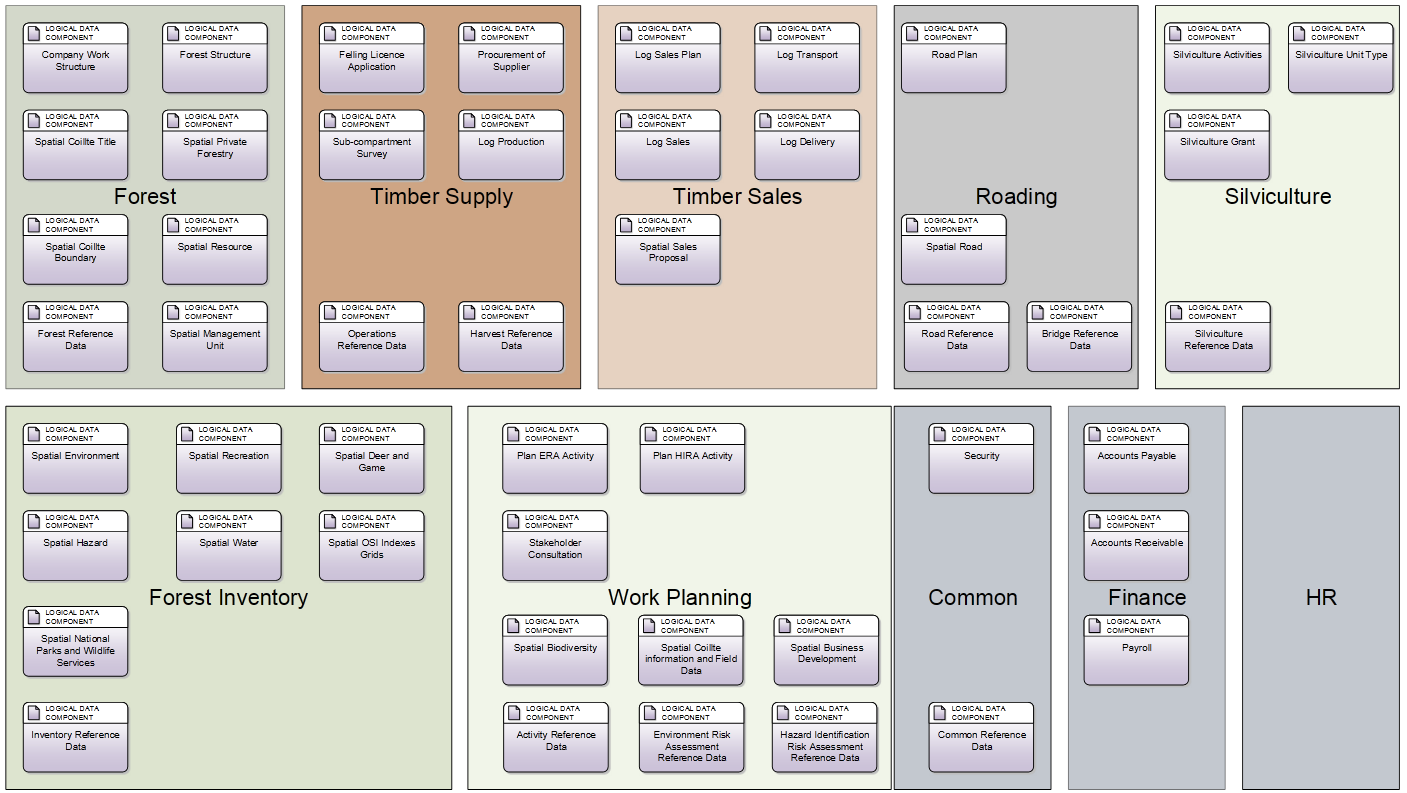 LOGICAL DATA
COMPONENT
Company Work
Structure
LOGICAL DATA
COMPONENT
Forest Structure
LOGICAL DATA
COMPONENT
Spatial Coillte Title
LOGICAL DATA
COMPONENT
Spatial Private
Forestry
Forest
LOGICAL DATA
COMPONENT
Spatial Coillte
Boundary
LOGICAL DATA
COMPONENT
Spatial Resource
LOGICAL DATA
COMPONENT
Forest Reference
Data
LOGICAL DATA
COMPONENT
Spatial Management
Unit
LOGICAL DATA
COMPONENT
Felling Licence
Application
LOGICAL DATA
COMPONENT
Procurement of
Supplier
LOGICAL DATA
COMPONENT
Sub-compartment
Survey
LOGICAL DATA
COMPONENT
Log Production
Timber Supply
LOGICAL DATA
COMPONENT
Operations
Reference Data
LOGICAL DATA
COMPONENT
Harvest Reference
Data
LOGICAL DATA
COMPONENT
Log Sales Plan
LOGICAL DATA
COMPONENT
Log Transport
LOGICAL DATA
COMPONENT
Log Sales
LOGICAL DATA
COMPONENT
Log Delivery
Timber Sales
LOGICAL DATA
COMPONENT
Spatial Sales
Proposal
LOGICAL DATA
COMPONENT
Road Plan
Roading
LOGICAL DATA
COMPONENT
Spatial Road
LOGICAL DATA
COMPONENT
Road Reference
Data
LOGICAL DATA
COMPONENT
Bridge Reference
Data
LOGICAL DATA
COMPONENT
Silviculture Activities
LOGICAL DATA
COMPONENT
Silviculture Unit Type
LOGICAL DATA
COMPONENT
Silviculture Grant
Silviculture
LOGICAL DATA
COMPONENT
Silviculture
Reference Data
LOGICAL DATA
COMPONENT
Spatial Environment
LOGICAL DATA
COMPONENT
Spatial Recreation
LOGICAL DATA
COMPONENT
Spatial Deer and
Game
LOGICAL DATA
COMPONENT
Spatial Hazard
LOGICAL DATA
COMPONENT
Spatial Water
LOGICAL DATA
COMPONENT
Spatial OSI Indexes
Grids
Forest Inventory
LOGICAL DATA
COMPONENT
Spatial National
Parks and Wildlife
Services
LOGICAL DATA
COMPONENT
Inventory Reference
Data
LOGICAL DATA
COMPONENT
Plan ERA Activity
LOGICAL DATA
COMPONENT
Plan HIRA Activity
LOGICAL DATA
COMPONENT
Stakeholder
Consultation
Work Planning
LOGICAL DATA
COMPONENT
Spatial Biodiversity
LOGICAL DATA
COMPONENT
Spatial Coillte
information and Field
Data
LOGICAL DATA
COMPONENT
Spatial Business
Development
LOGICAL DATA
COMPONENT
Activity Reference
Data
LOGICAL DATA
COMPONENT
Environment Risk
Assessment
Reference Data
LOGICAL DATA
COMPONENT
Hazard Identification
Risk Assessment
Reference Data
LOGICAL DATA
COMPONENT
Security
Common
LOGICAL DATA
COMPONENT
Common Reference
Data
LOGICAL DATA
COMPONENT
Accounts Payable
LOGICAL DATA
COMPONENT
Accounts Receivable
Finance
LOGICAL DATA
COMPONENT
Payroll
HR